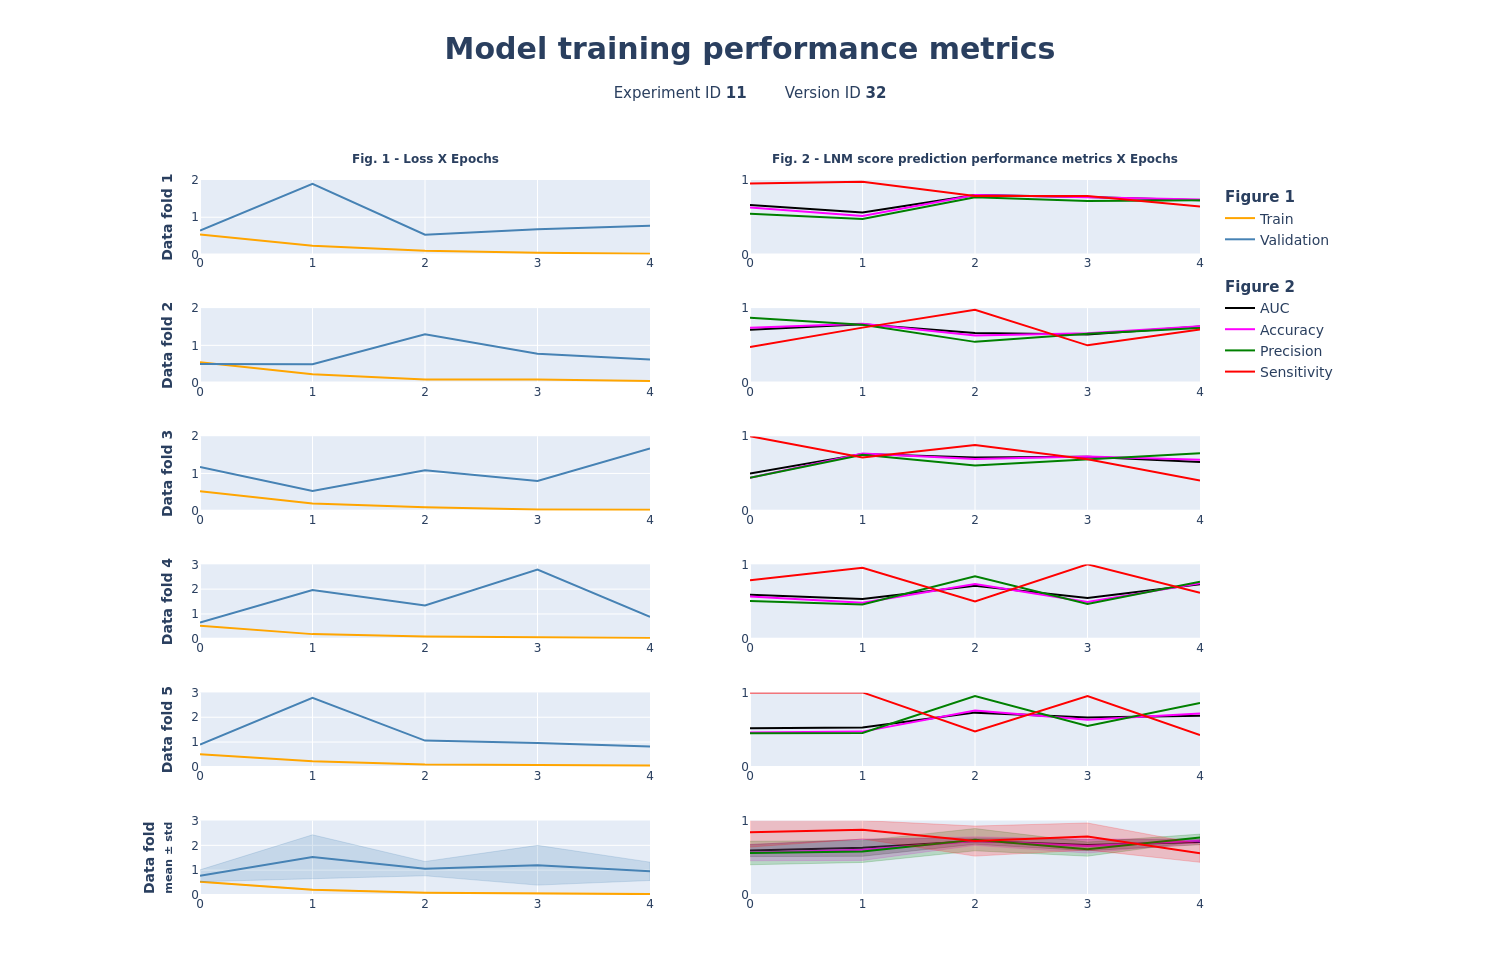 Model training performance metrics
Experiment ID 11 Version ID 32
Fig. 1 - Loss X Epochs
Fig. 2 - LNM score prediction performance metrics X Epochs
Data fold 1
2
1
0
0 1 2 3 4
1
0
0 1 2 3 4
Figure 1
Train
Validation
Figure 2
AUC
Accuracy
Precision
Sensitivity
Data fold 2
2
1
0
0 1 2 3 4
1
0
0 1 2 3 4
Data fold 3
2
1
0
0 1 2 3 4
1
0
0 1 2 3 4
Data fold 4
3
2
1
0
0 1 2 3 4
1
0
0 1 2 3 4
Data fold 5
3
2
1
0
0 1 2 3 4
1
0
0 1 2 3 4
Data fold
mean ± std
3
2
1
0
0 1 2 3 4
1
0
0 1 2 3 4